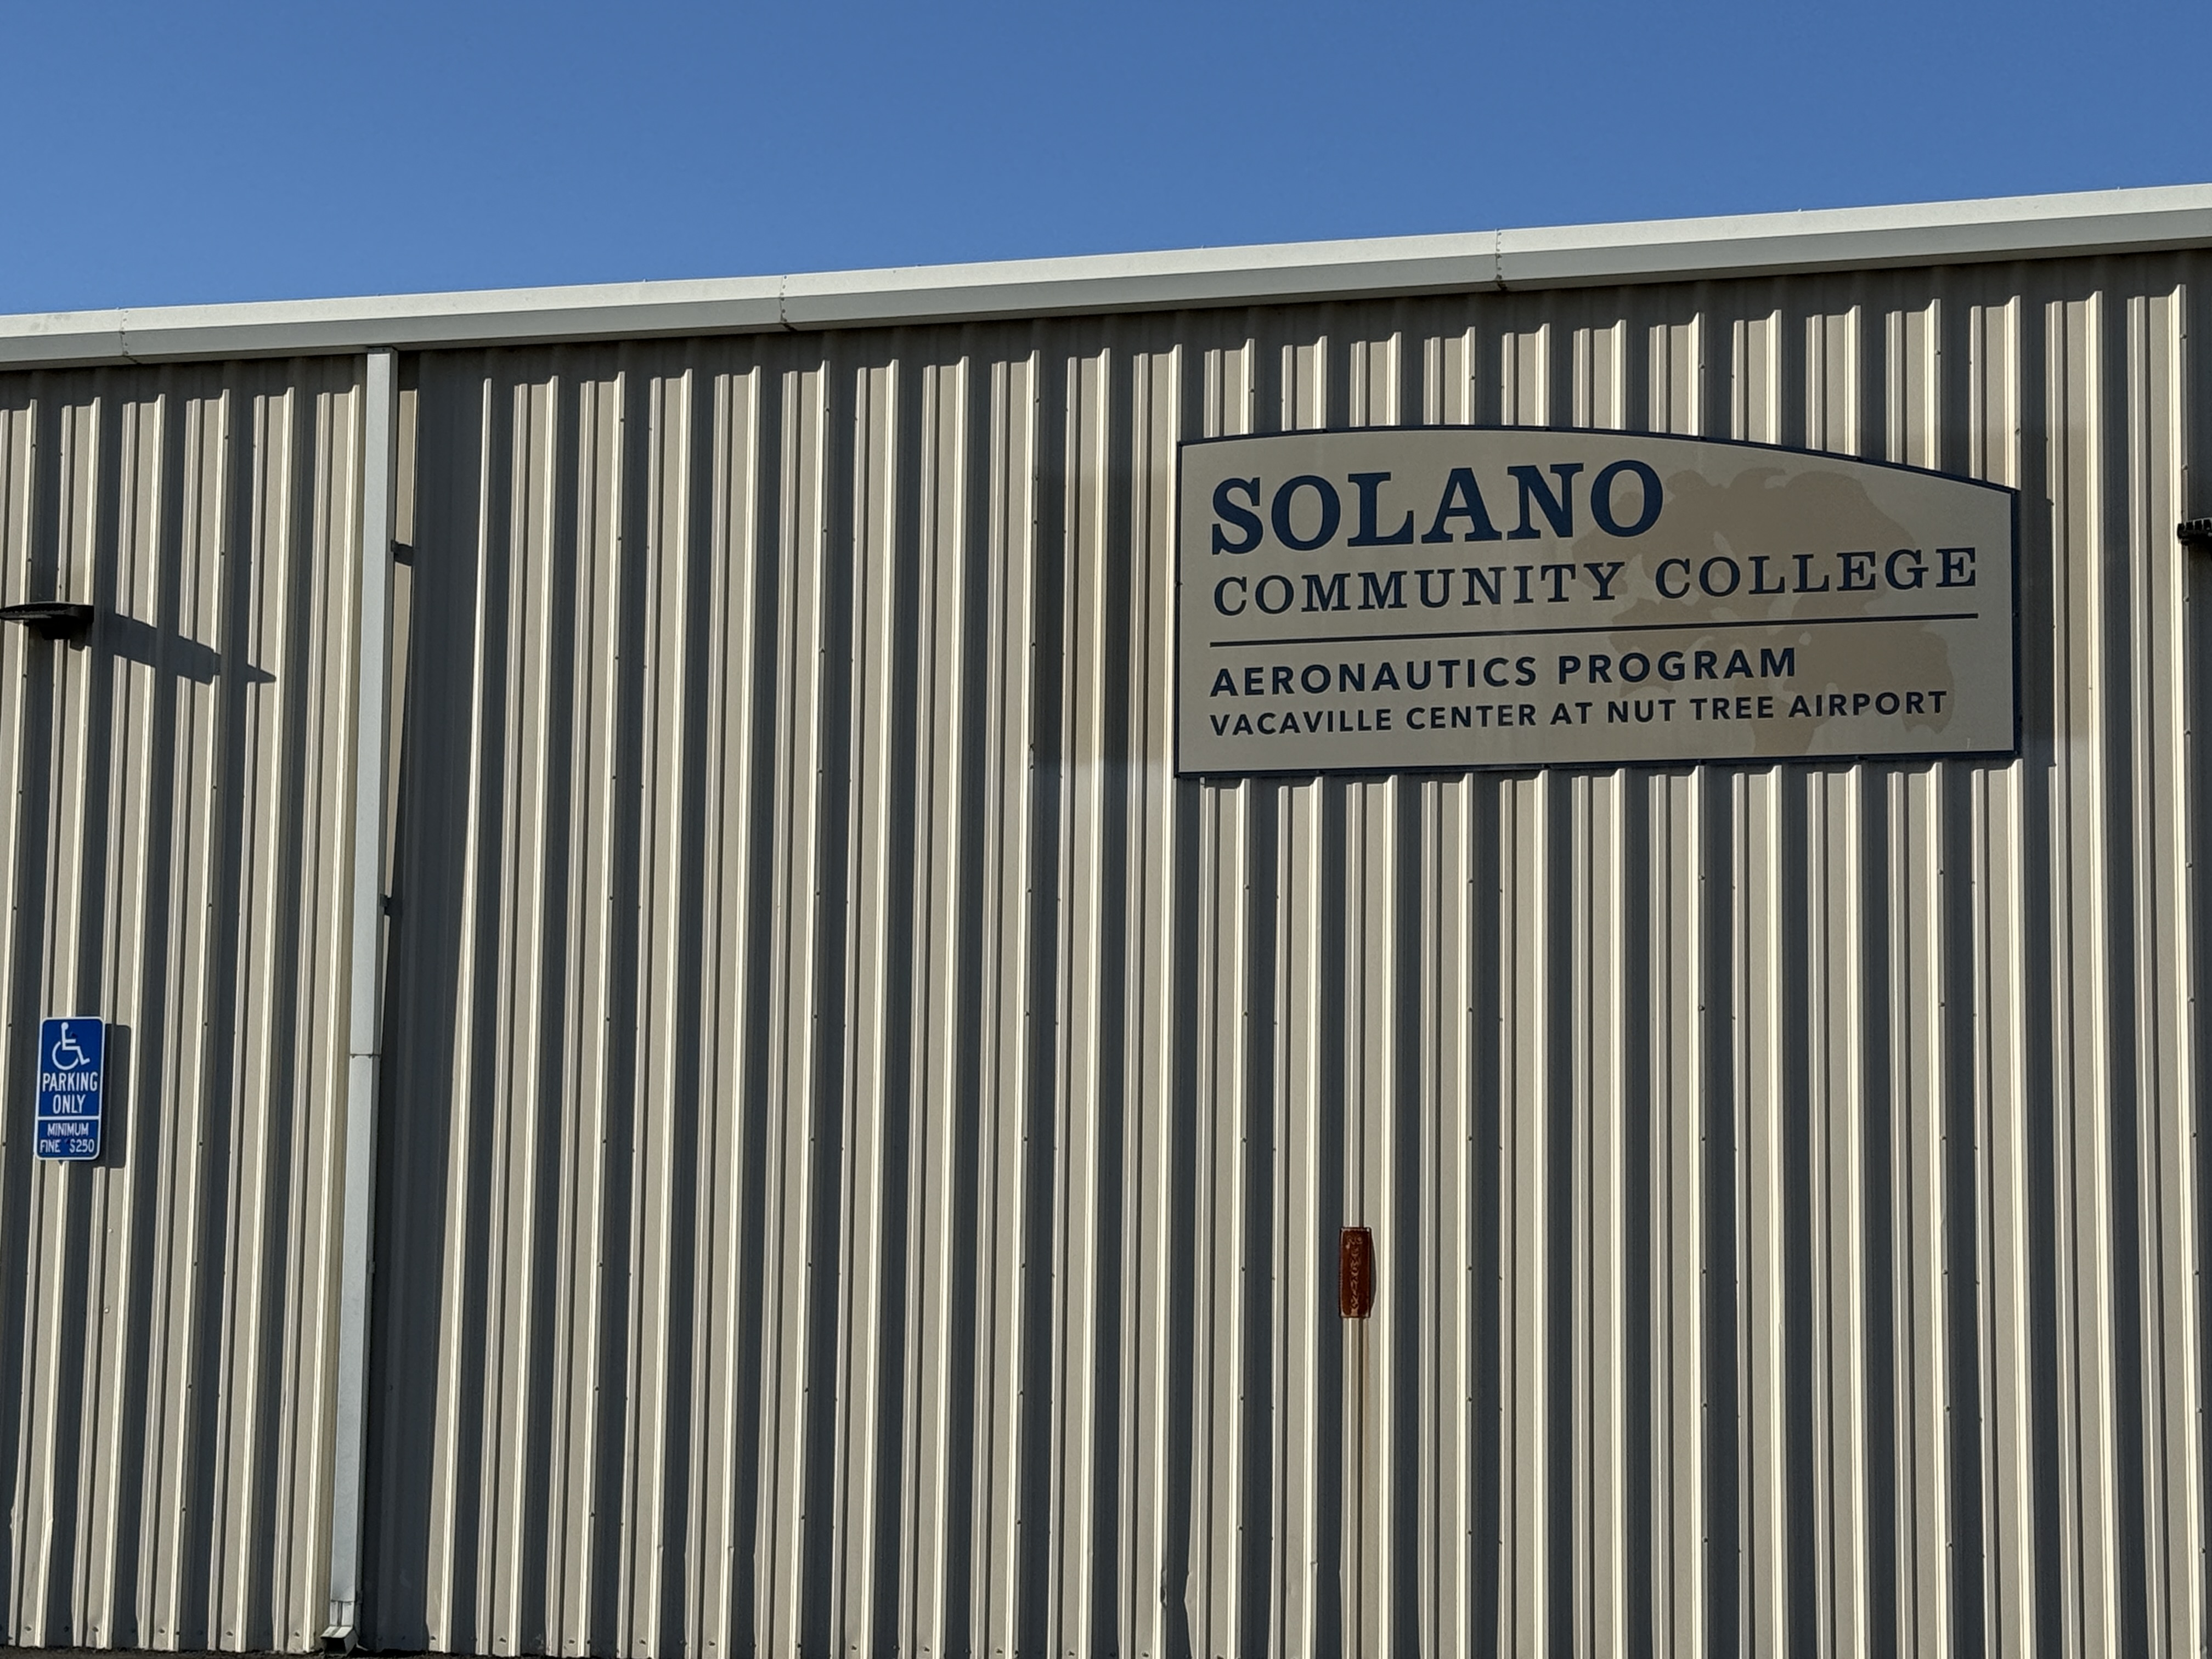 SOLANO
COMMUNITY COLLEGE
AERONAUTICS PROGRAM
VACAVILLE CENTER AT NUT TREE AIRPORT
PARKING
ONLY
MINIMUM
FINE $250